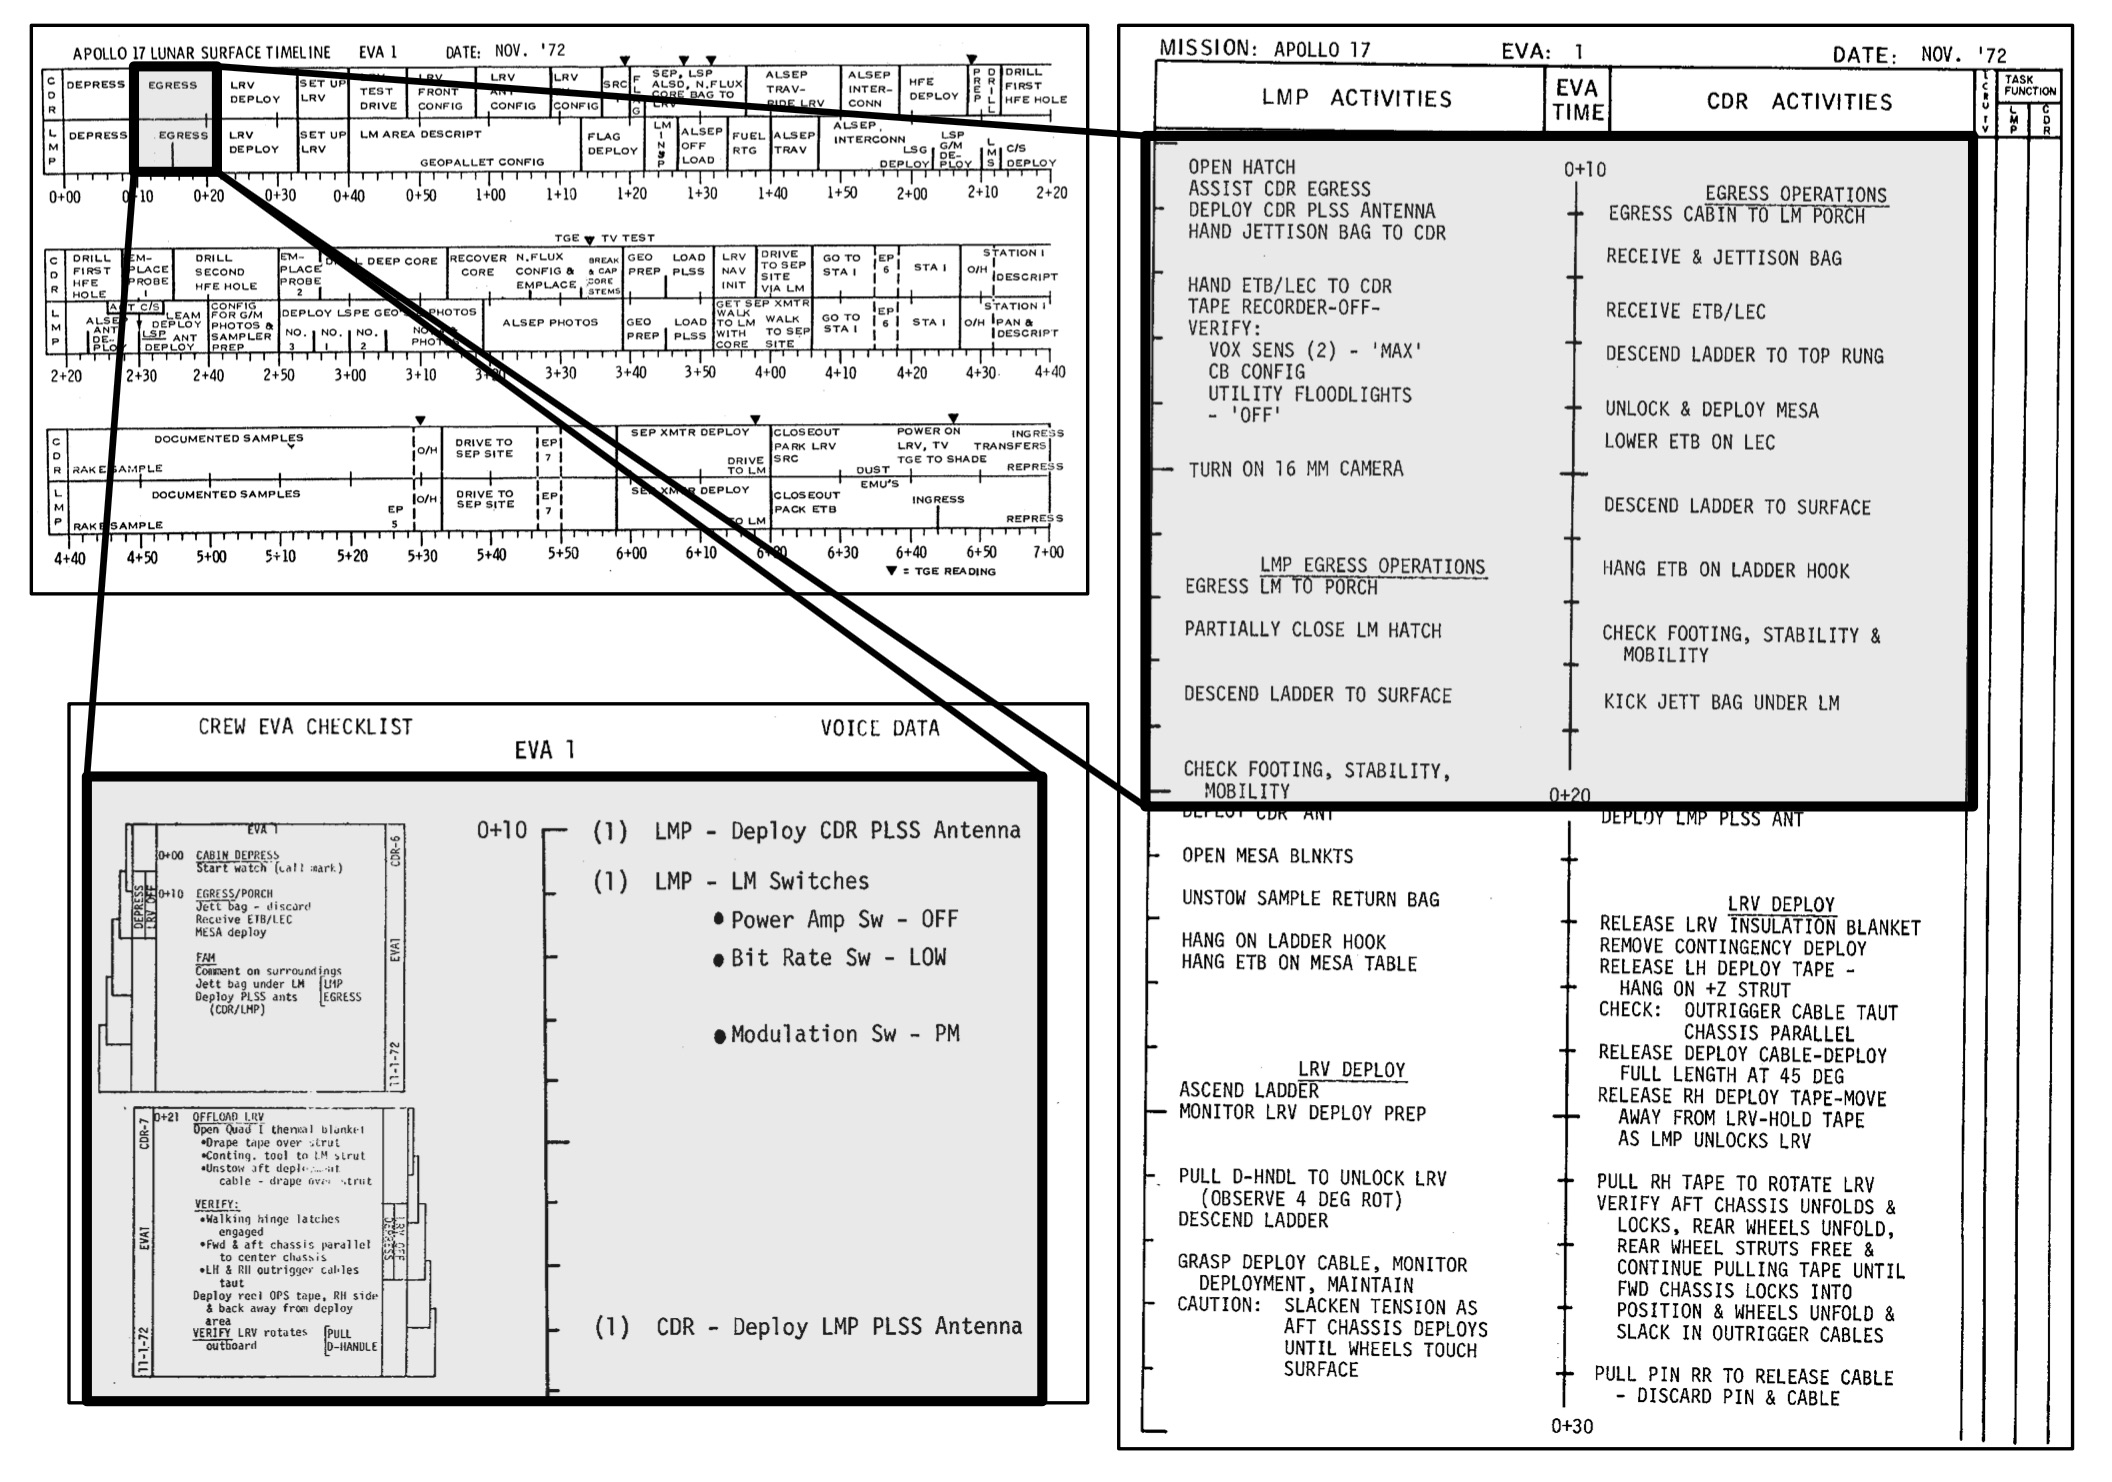 APOLLO 17 LUNAR SURFACE TIMELINE EVA 1 DATE: NOV. '72
CDR
DEPRESS
EGRESS
LRV DEPLOY
SET UP LRV
TEST DRIVE
LRV FRONT CONFIG
LRV CONFIG
LRV CONFIG
SRC
FLAG
SEP, LSP ALSD, N.FLUX CORE BAG TO
ALSEP TRAV- RIDE LRV
ALSEP INTER- CONN
HFE DEPLOY
PREP
DRILL
DRILL FIRST HFE HOLE
LMP
DEPRESS
EGRESS
LRV DEPLOY
SET UP LRV
LM AREA DESCRIPT
GEOPALLET CONFIG
FLAG DEPLOY
ALSEP OFF LOAD
FUEL RTG
ALSEP TRAV
ALSEP INTERCONN
LSG DEPLOY
LSP G/M DE- PLOY
LMS
C/S DEPLOY
0+00 0+10 0+20 0+30 0+40 0+50 1+00 1+10 1+20 1+30 1+40 1+50 2+00 2+10 2+20
TGE ▼ TV TEST
CDR
DRILL FIRST HFE HOLE
EM- PLACE PROBE 1
DRILL SECOND HFE HOLE
EM- PLACE PROBE 2
DEEP CORE
RECOVER CORE
N.FLUX CONFIG & EMPLACE
BREAK & CAP CORE STEMS
GEO PREP
LOAD PLSS
LRV NAV INIT
DRIVE TO SEP SITE VIA LM
GO TO STA 1
EP 6
STA 1
O/H
STATION 1 DESCRIPT
LMP
ALSEP ANT DE- PLOY
ACT C/S
LSP DEPLOY
LEAM DEPLOY
ANT
CONFIG FOR G/M PHOTOS & SAMPLER PREP
DEPLOY LSPE GEO'S PHOTOS
NO. 3
NO. 1
NO. 2
ALSEP PHOTOS
GEO PREP
LOAD PLSS
GET SEP XMTR
WALK TO LM WITH CORE
WALK TO SEP SITE
GO TO STA 1
EP 6
STA 1
O/H
STATION 1 PAN & DESCRIPT
2+20 2+30 2+40 2+50 3+00 3+10 3+20 3+30 3+40 3+50 4+00 4+10 4+20 4+30 4+40
CDR
DOCUMENTED SAMPLES
RAKE SAMPLE
O/H
DRIVE TO SEP SITE
EP 7
SEP XMTR DEPLOY
DRIVE TO LM
CLOSEOUT
PARK LRV
SRC
POWER ON
LRV, TV
TGE TO SHADE
DUST EMU'S
INGRESS
TRANSFERS
REPRESS
LMP
DOCUMENTED SAMPLES
RAKE SAMPLE
EP 5
O/H
DRIVE TO SEP SITE
EP 7
SEP XMTR DEPLOY
TO LM
CLOSEOUT
PACK ETB
INGRESS
REPRESS
4+40 4+50 5+00 5+10 5+20 5+30 5+40 5+50 6+00 6+10 6+20 6+30 6+40 6+50 7+00
▼ = TGE READING
CREW EVA CHECKLIST
VOICE DATA
EVA 1
EVA 1
CDR-6
0+00 CABIN DEPRESS
Start watch (call mark)
0+10 EGRESS/PORCH
Jett bag - discard
Receive ETB/LEC
MESA deploy
FAM
Comment on surroundings
Jett bag under LM LMP
Deploy PLSS ants EGRESS
(CDR/LMP)
DEPRESS
LRV OFF
EVA1
11-1-72
CDR-7
0+21 OFFLOAD LRV
Open Quad I thermal blanket
•Drape tape over strut
•Conting. tool to LM strut
•Unstow aft deployment
cable - drape over strut
VERIFY:
•Walking hinge latches
engaged
•Fwd & aft chassis parallel
to center chassis
•LH & RH outrigger cables
taut
Deploy reel OPS tape, RH side
& back away from deploy
area
VERIFY LRV rotates PULL
outboard D-HANDLE
EVA1
11-1-72
DEPRESS
LRV OFF
0+10
(1) LMP - Deploy CDR PLSS Antenna
(1) LMP - LM Switches
•Power Amp Sw - OFF
•Bit Rate Sw - LOW
•Modulation Sw - PM
(1) CDR - Deploy LMP PLSS Antenna
MISSION: APOLLO 17 EVA: 1 DATE: NOV. '72
LMP ACTIVITIES
EVA TIME
CDR ACTIVITIES
TASK FUNCTION
LMP
CDR
OPEN HATCH
ASSIST CDR EGRESS
DEPLOY CDR PLSS ANTENNA
HAND JETTISON BAG TO CDR
HAND ETB/LEC TO CDR
TAPE RECORDER-OFF-
VERIFY:
VOX SENS (2) - 'MAX'
CB CONFIG
UTILITY FLOODLIGHTS
- 'OFF'
TURN ON 16 MM CAMERA
LMP EGRESS OPERATIONS
EGRESS LM TO PORCH
PARTIALLY CLOSE LM HATCH
DESCEND LADDER TO SURFACE
CHECK FOOTING, STABILITY,
MOBILITY
DEPLOY CDR ANT
OPEN MESA BLNKTS
UNSTOW SAMPLE RETURN BAG
HANG ON LADDER HOOK
HANG ETB ON MESA TABLE
LRV DEPLOY
ASCEND LADDER
MONITOR LRV DEPLOY PREP
PULL D-HNDL TO UNLOCK LRV
(OBSERVE 4 DEG ROT)
DESCEND LADDER
GRASP DEPLOY CABLE, MONITOR
DEPLOYMENT, MAINTAIN
CAUTION: SLACKEN TENSION AS
AFT CHASSIS DEPLOYS
UNTIL WHEELS TOUCH
SURFACE
0+10
0+20
0+30
EGRESS OPERATIONS
EGRESS CABIN TO LM PORCH
RECEIVE & JETTISON BAG
RECEIVE ETB/LEC
DESCEND LADDER TO TOP RUNG
UNLOCK & DEPLOY MESA
LOWER ETB ON LEC
DESCEND LADDER TO SURFACE
HANG ETB ON LADDER HOOK
CHECK FOOTING, STABILITY &
MOBILITY
KICK JETT BAG UNDER LM
DEPLOY LMP PLSS ANT
LRV DEPLOY
RELEASE LRV INSULATION BLANKET
REMOVE CONTINGENCY DEPLOY
RELEASE LH DEPLOY TAPE -
HANG ON +Z STRUT
CHECK: OUTRIGGER CABLE TAUT
CHASSIS PARALLEL
RELEASE DEPLOY CABLE-DEPLOY
FULL LENGTH AT 45 DEG
RELEASE RH DEPLOY TAPE-MOVE
AWAY FROM LRV-HOLD TAPE
AS LMP UNLOCKS LRV
PULL RH TAPE TO ROTATE LRV
VERIFY AFT CHASSIS UNFOLDS &
LOCKS, REAR WHEELS UNFOLD,
REAR WHEEL STRUTS FREE &
CONTINUE PULLING TAPE UNTIL
FWD CHASSIS LOCKS INTO
POSITION & WHEELS UNFOLD &
SLACK IN OUTRIGGER CABLES
PULL PIN RR TO RELEASE CABLE
- DISCARD PIN & CABLE